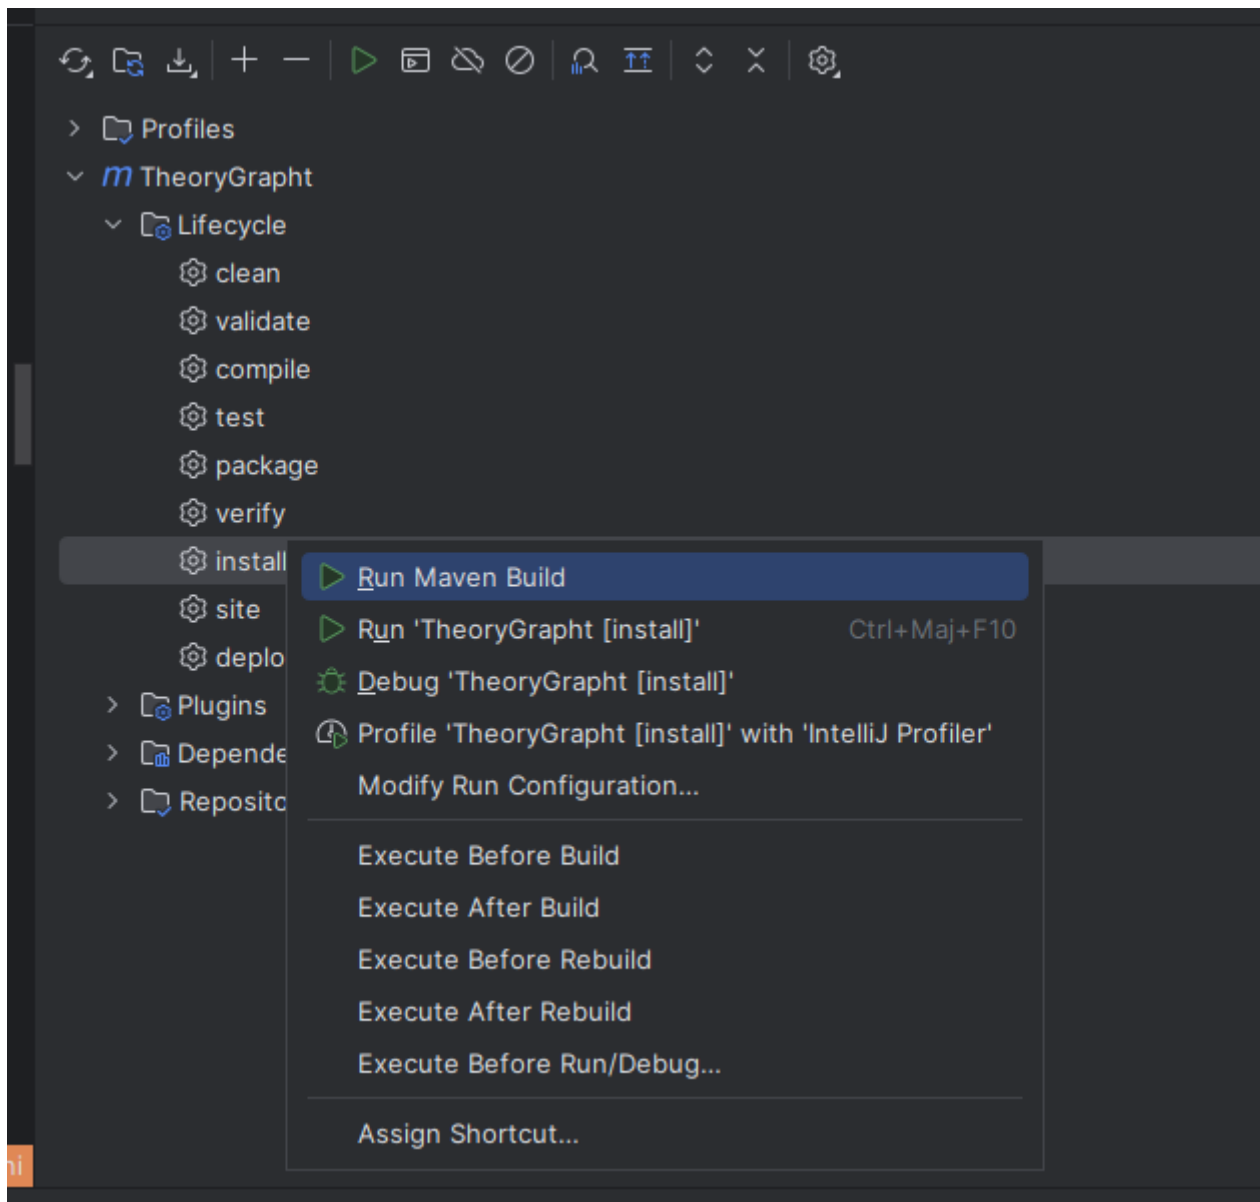 Profiles
m TheoryGrapht
Lifecycle
clean
validate
compile
test
package
verify
install
site
deplo
Plugins
Depende
Reposito
Run Maven Build
Run 'TheoryGrapht [install]' Ctrl+Maj+F10
Debug 'TheoryGrapht [install]'
Profile 'TheoryGrapht [install]' with 'IntelliJ Profiler'
Modify Run Configuration...
Execute Before Build
Execute After Build
Execute Before Rebuild
Execute After Rebuild
Execute Before Run/Debug...
Assign Shortcut...